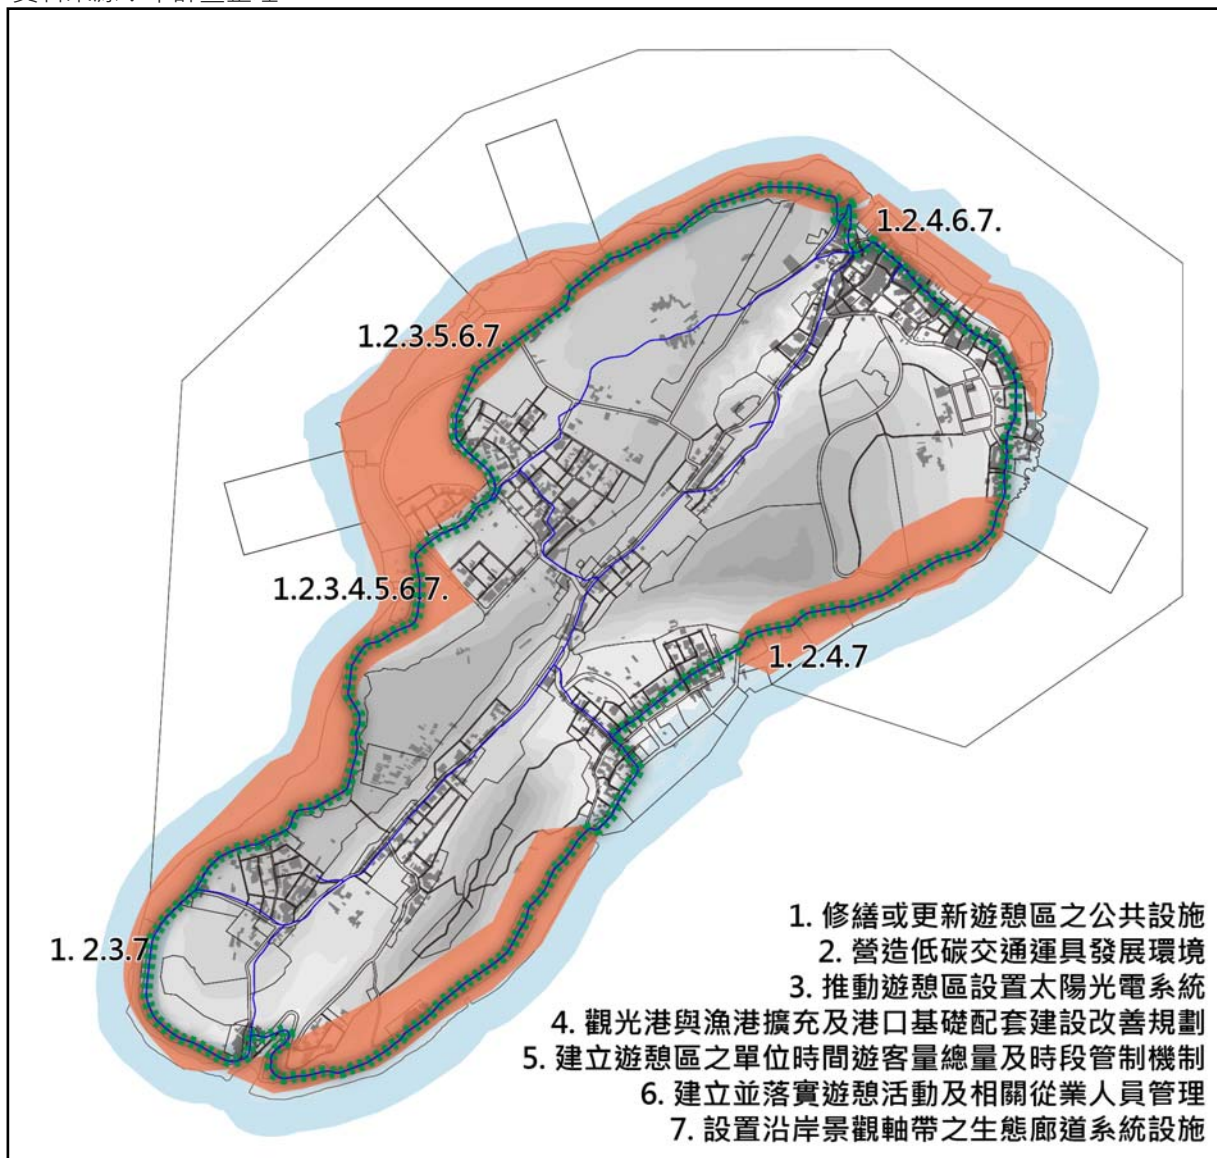 1.2.4.6.7.
1.2.3.5.6.7.
1.2.3.4.5.6.7.
1. 2.4.7
1. 2.3.7
1. 修繕或更新遊憩區之公共設施
2. 營造低碳交通運具發展環境
3. 推動遊憩區設置太陽光電系統
4. 觀光港與漁港擴充及港口基礎配套建設改善規劃
5. 建立遊憩區之單位時間遊客量總量及時段管制機制
6. 建立並落實遊憩活動及相關從業人員管理
7. 設置沿岸景觀軸帶之生態廊道系統設施